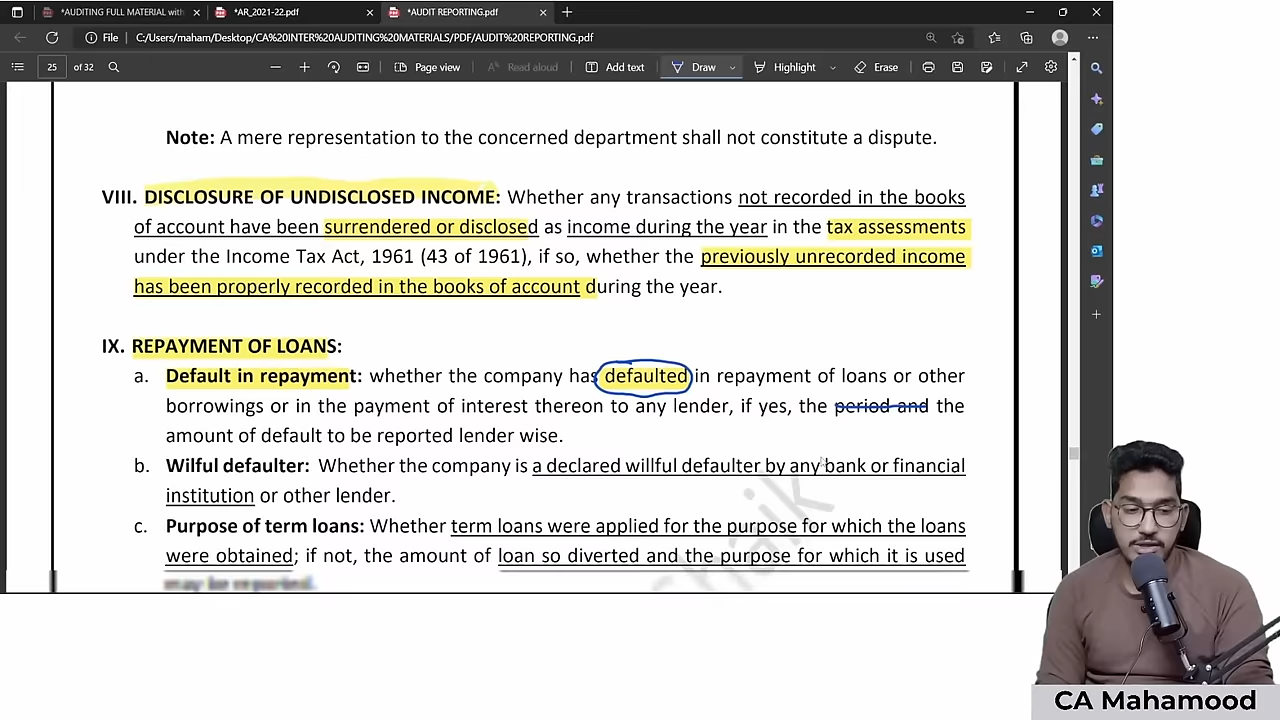 *AUDITING FULL MATERIAL with
*AR_2021-22.pdf
*AUDIT REPORTING.pdf
File
C:/Users/maham/Desktop/CA%20INTER%20AUDITING%20MATERIALS/PDF/AUDIT%20REPORTING.pdf
25 of 32
Page view
Read aloud
Add text
Draw
Highlight
Erase
Note: A mere representation to the concerned department shall not constitute a dispute.
VIII. DISCLOSURE OF UNDISCLOSED INCOME: Whether any transactions not recorded in the books
of account have been surrendered or disclosed as income during the year in the tax assessments
under the Income Tax Act, 1961 (43 of 1961), if so, whether the previously unrecorded income
has been properly recorded in the books of account during the year.
IX. REPAYMENT OF LOANS:
a. Default in repayment: whether the company has defaulted in repayment of loans or other
borrowings or in the payment of interest thereon to any lender, if yes, the period and the
amount of default to be reported lender wise.
b. Wilful defaulter: Whether the company is a declared willful defaulter by any bank or financial
institution or other lender.
c. Purpose of term loans: Whether term loans were applied for the purpose for which the loans
were obtained; if not, the amount of loan so diverted and the purpose for which it is used
may be reported.
Shaik
CA Mahamood